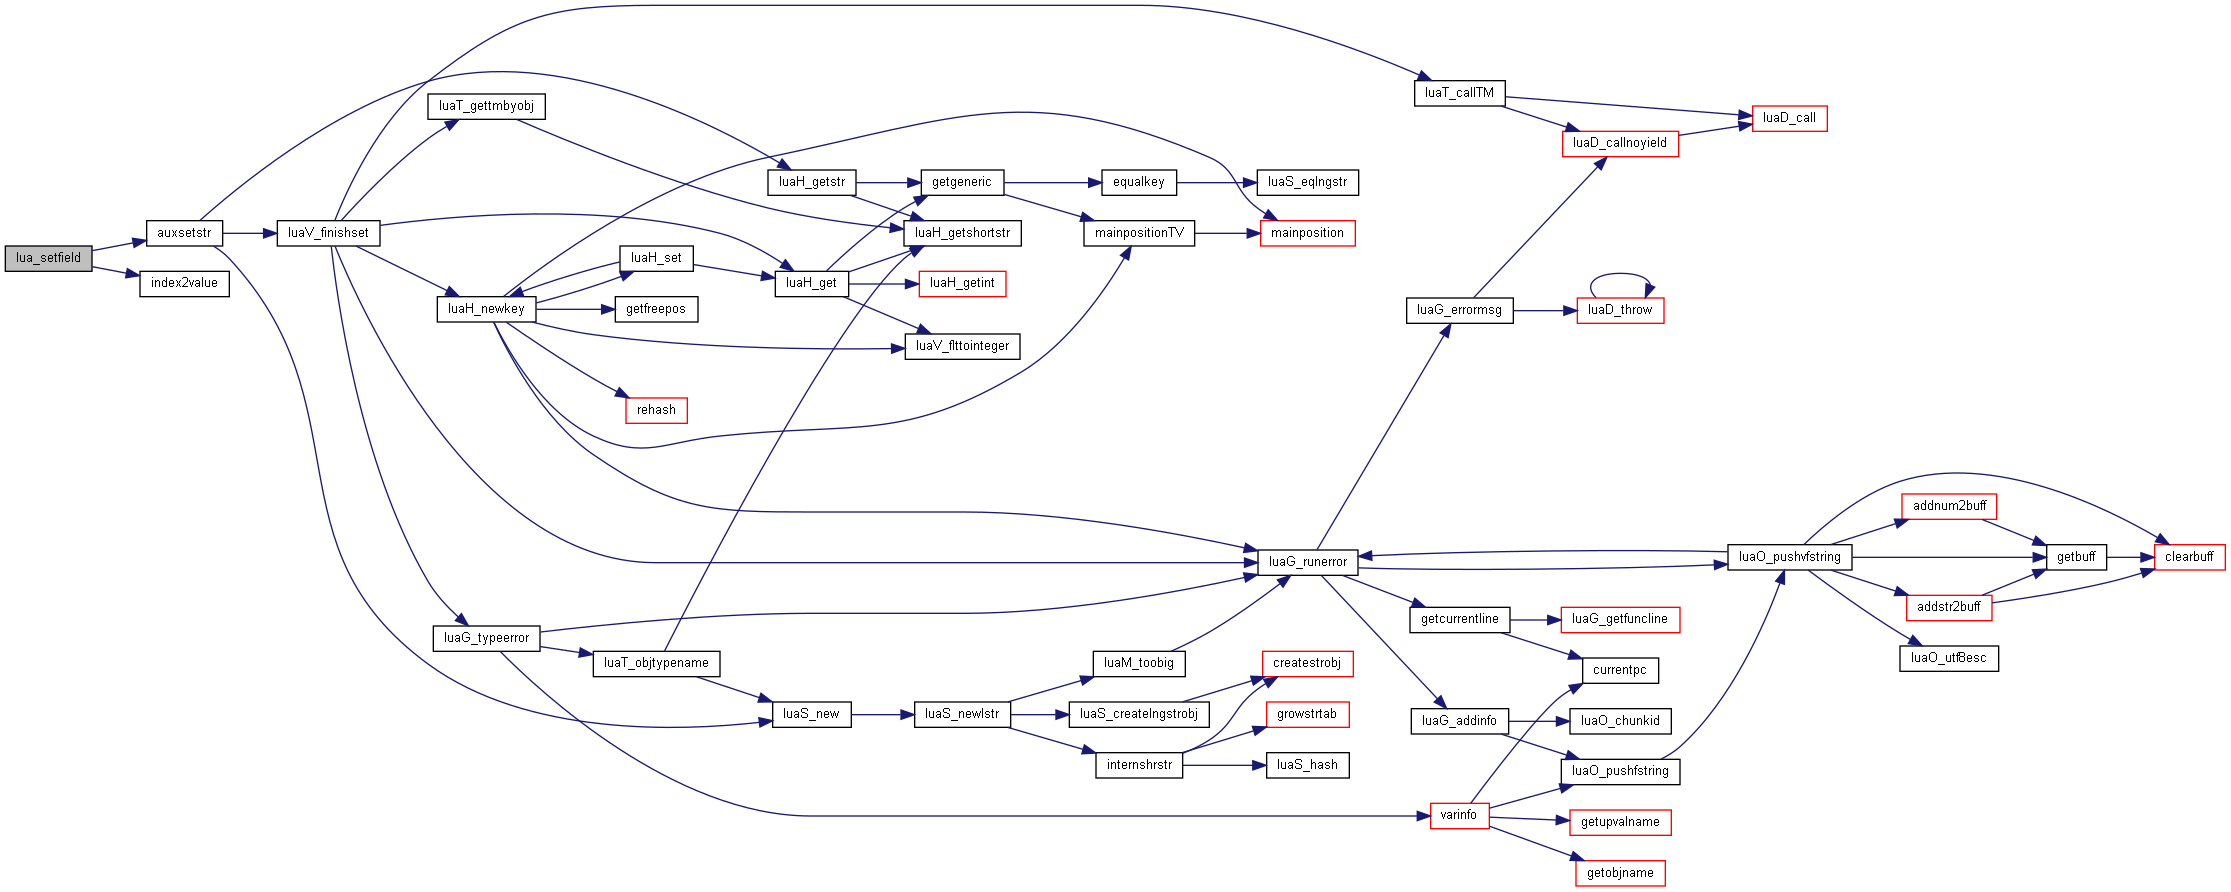 lua_setfield
auxsetstr
index2value
luaV_finishset
luaT_gettmbyobj
luaH_newkey
luaG_typeerror
luaH_set
getfreepos
rehash
luaT_objtypename
luaH_getstr
luaH_get
luaS_new
getgeneric
luaH_getshortstr
luaH_getint
luaV_flttointeger
luaS_newlstr
equalkey
mainpositionTV
luaM_toobig
luaS_createlngstrobj
internshrstr
luaS_eqlngstr
mainposition
luaG_runerror
createstrobj
growstrtab
luaS_hash
luaT_callTM
luaG_errormsg
getcurrentline
luaG_addinfo
varinfo
luaD_call
luaD_callnoyield
luaD_throw
luaG_getfuncline
currentpc
luaO_chunkid
luaO_pushfstring
getupvalname
getobjname
luaO_pushvfstring
addnum2buff
addstr2buff
luaO_utf8esc
getbuff
clearbuff